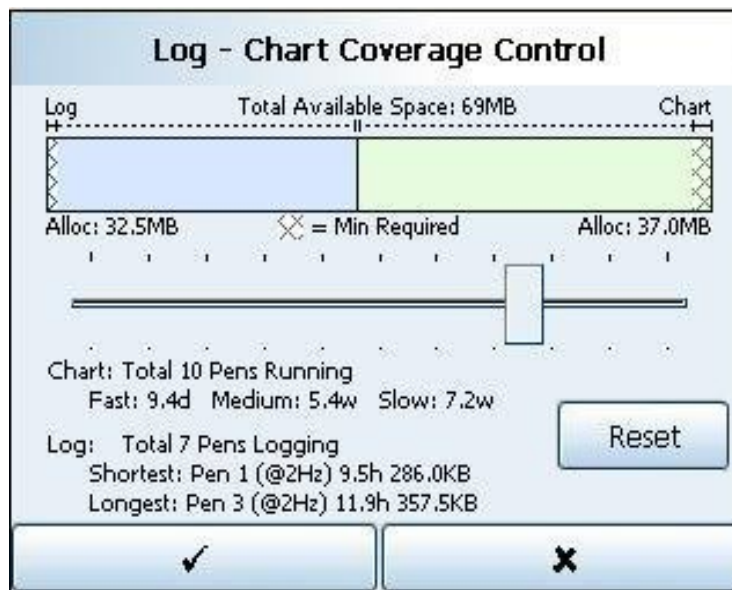 Log - Chart Coverage Control
Log Total Available Space: 69MB Chart
Alloc: 32.5MB = Min Required Alloc: 37.0MB
Chart: Total 10 Pens Running
Fast: 9.4d Medium: 5.4w Slow: 7.2w
Reset
Log: Total 7 Pens Logging
Shortest: Pen 1 (@2Hz) 9.5h 286.0KB
Longest: Pen 3 (@2Hz) 11.9h 357.5KB